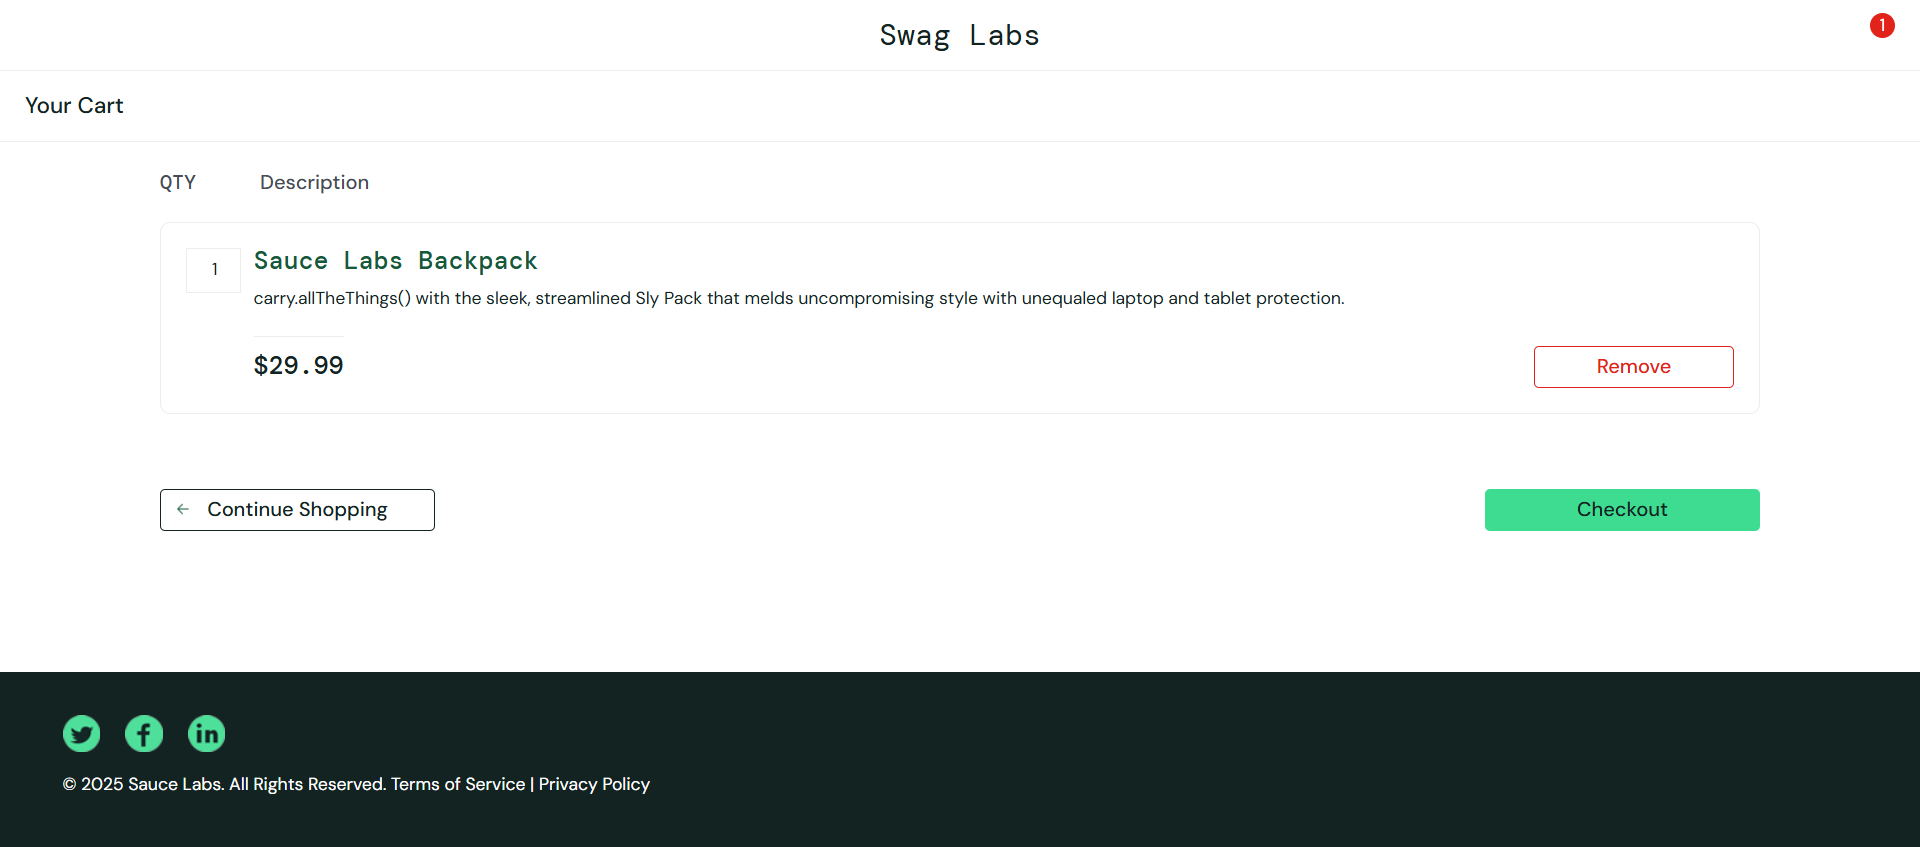 Swag Labs
1
Your Cart
QTY
Description
1
Sauce Labs Backpack
carry.allTheThings() with the sleek, streamlined Sly Pack that melds uncompromising style with unequaled laptop and tablet protection.
$29.99
Remove
Continue Shopping
Checkout
© 2025 Sauce Labs. All Rights Reserved. Terms of Service | Privacy Policy